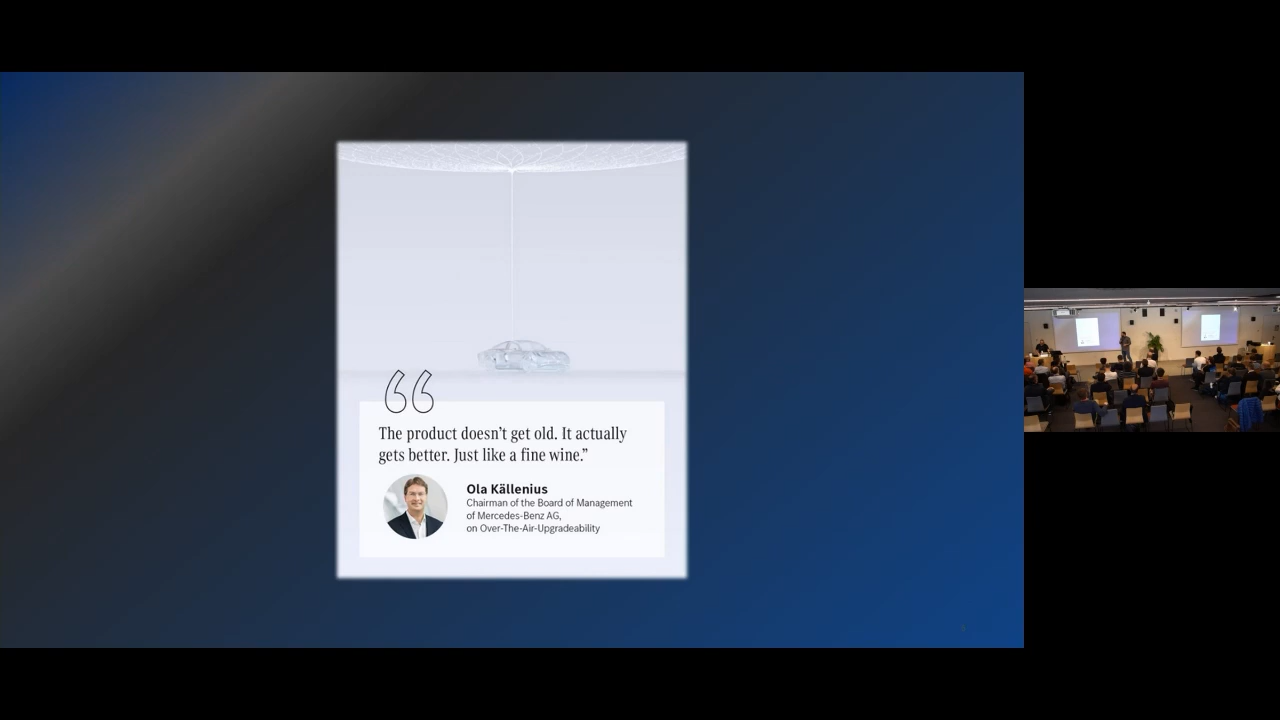 “
The product doesn’t get old. It actually
gets better. Just like a fine wine.”
Ola Källenius
Chairman of the Board of Management
of Mercedes-Benz AG,
on Over-The-Air-Upgradeability